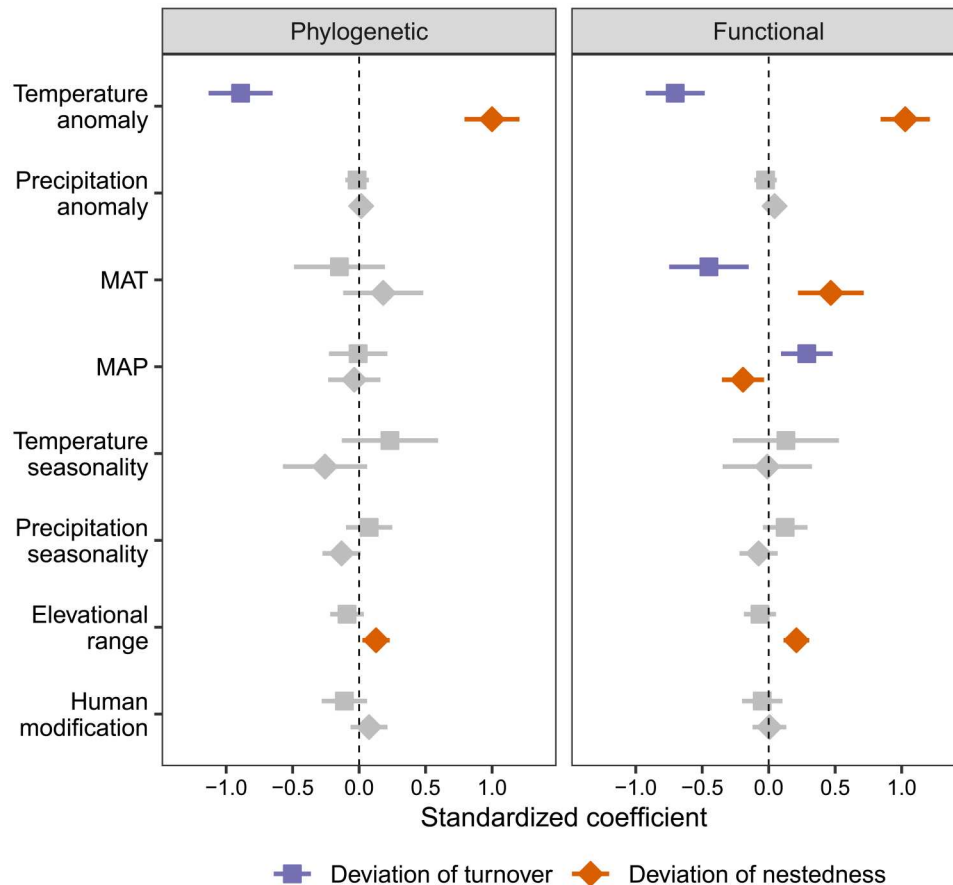 Phylogenetic
Functional
Temperature
anomaly
Precipitation
anomaly
MAT
MAP
Temperature
seasonality
Precipitation
seasonality
Elevational
range
Human
modification
−1.0 −0.5 0.0 0.5 1.0
−1.0 −0.5 0.0 0.5 1.0
Standardized coefficient
Deviation of turnover
Deviation of nestedness